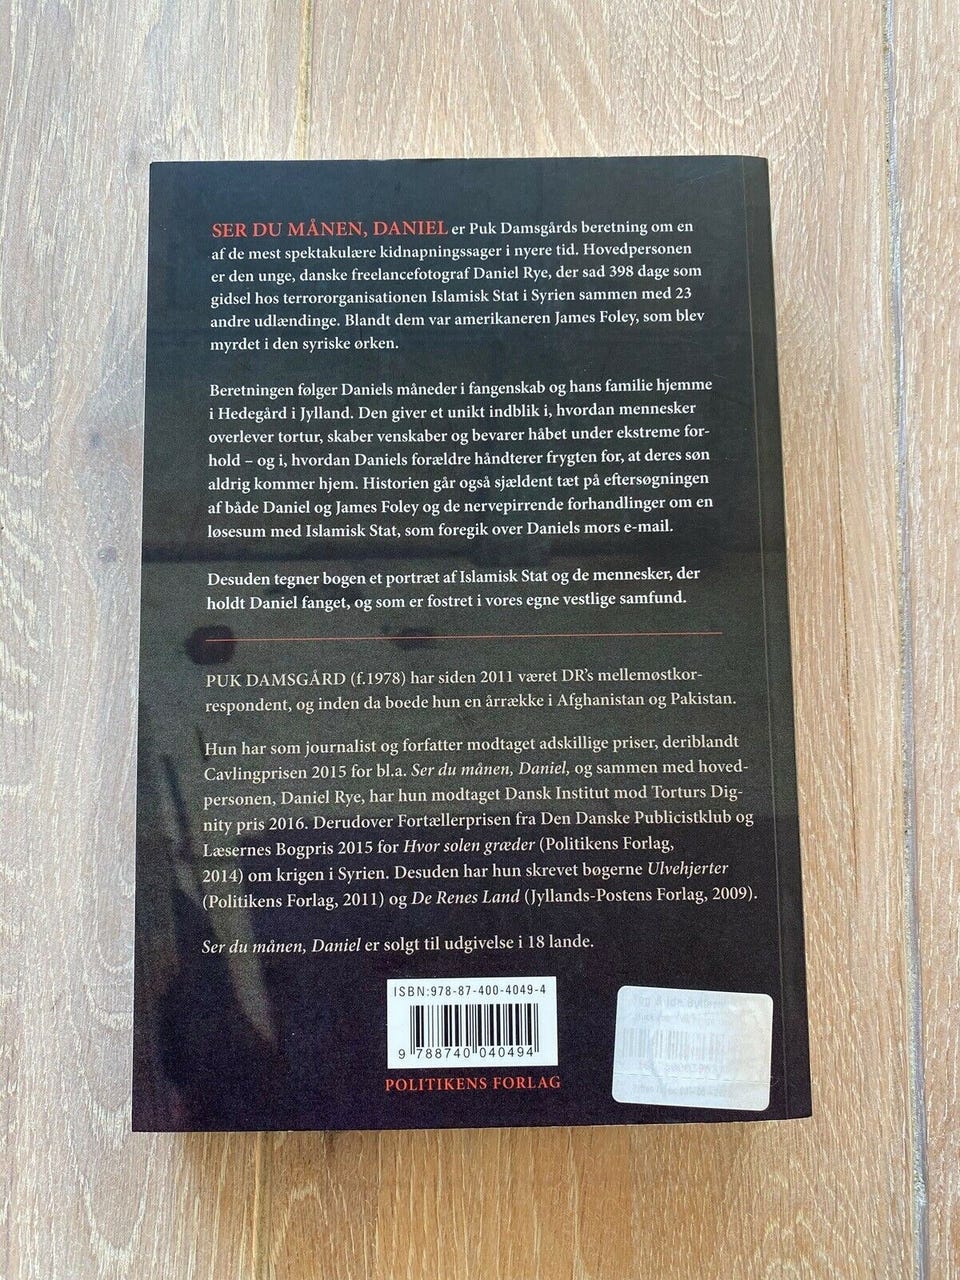 SER DU MÅNEN, DANIEL er Puk Damsgårds beretning om en
af de mest spektakulære kidnapningssager i nyere tid. Hovedpersonen
er den unge, danske freelancefotograf Daniel Rye, der sad 398 dage som
gidsel hos terrororganisationen Islamisk Stat i Syrien sammen med 23
andre udlændinge. Blandt dem var amerikaneren James Foley, som blev
myrdet i den syriske ørken.
Beretningen følger Daniels måneder i fangenskab og hans familie hjemme
i Hedegård i Jylland. Den giver et unikt indblik i, hvordan mennesker
overlever tortur, skaber venskaber og bevarer håbet under ekstreme for-
hold – og i, hvordan Daniels forældre håndterer frygten for, at deres søn
aldrig kommer hjem. Historien går også sjældent tæt på eftersøgningen
af både Daniel og James Foley og de nervepirrende forhandlinger om en
løsesum med Islamisk Stat, som foregik over Daniels mors e-mail.
Desuden tegner bogen et portræt af Islamisk Stat og de mennesker, der
holdt Daniel fanget, og som er fostret i vores egne vestlige samfund.
PUK DAMSGÅRD (f.1978) har siden 2011 været DR's mellemøstkor-
respondent, og inden da boede hun en årrække i Afghanistan og Pakistan.
Hun har som journalist og forfatter modtaget adskillige priser, deriblandt
Cavlingprisen 2015 for bl.a. Ser du månen, Daniel, og sammen med hoved-
personen, Daniel Rye, har hun modtaget Dansk Institut mod Torturs Dig-
nity pris 2016. Derudover Fortællerprisen fra Den Danske Publicistklub og
Læsernes Bogpris 2015 for Hvor solen græder (Politikens Forlag,
2014) om krigen i Syrien. Desuden har hun skrevet bøgerne Ulvehjerter
(Politikens Forlag, 2011) og De Renes Land (Jyllands-Postens Forlag, 2009).
Ser du månen, Daniel er solgt til udgivelse i 18 lande.
ISBN:978-87-400-4049-4
9 788740 040494
POLITIKENS FORLAG